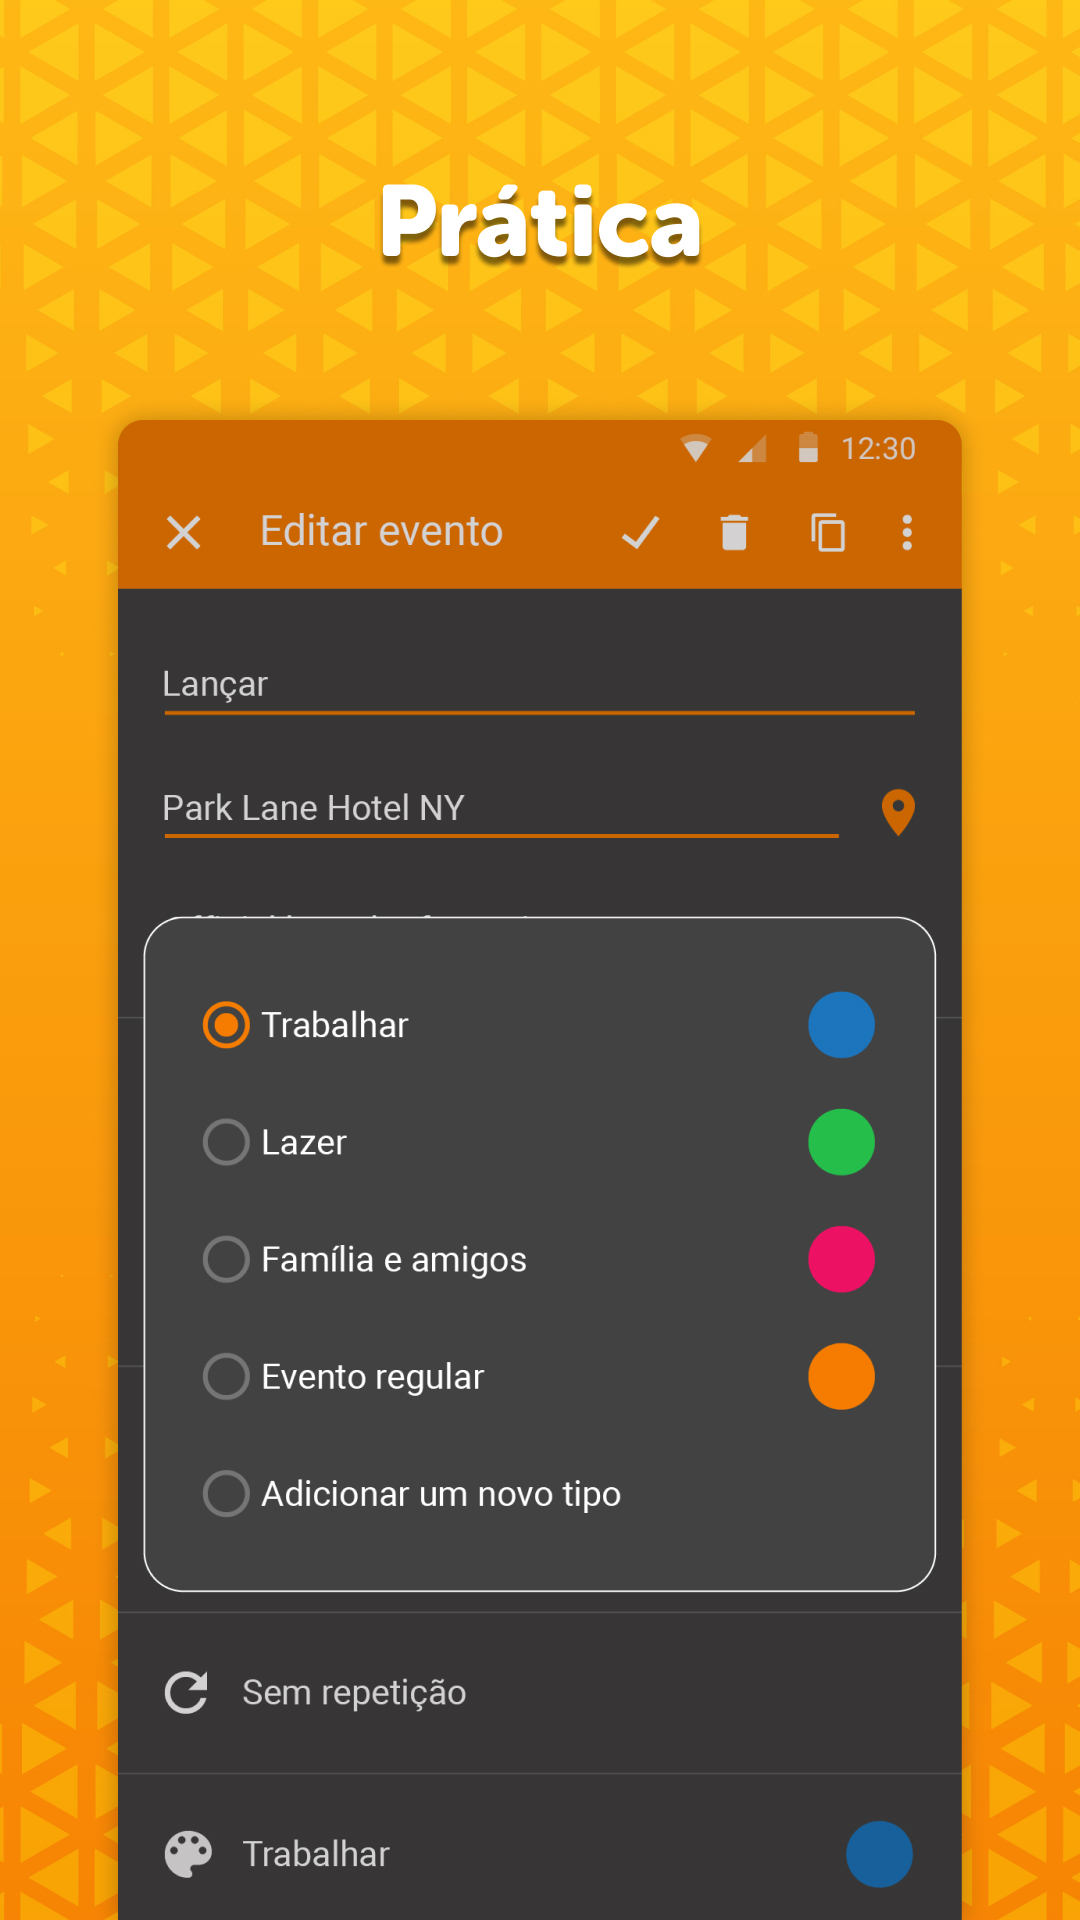 Prática
12:30
Editar evento
Lançar
Park Lane Hotel NY
Trabalhar
Lazer
Família e amigos
Evento regular
Adicionar um novo tipo
Sem repetição
Trabalhar